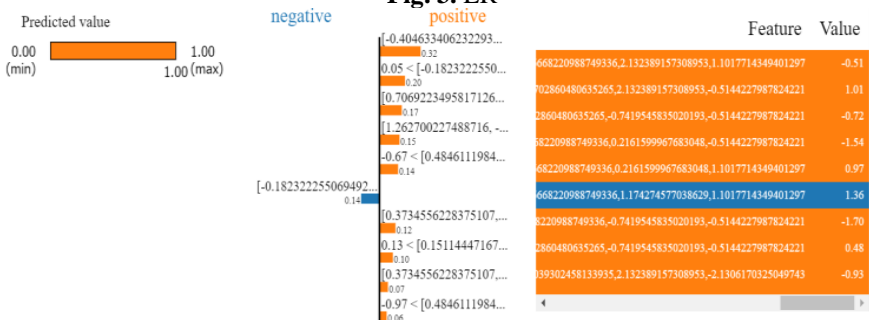 Fig. 3. LR
Predicted value
0.00
(min)
1.00
1.00 (max)
negative
positive
[-0.404633406232293...
0.32
0.05 < [-0.1823222550...
0.20
[0.7069223495817126...
0.17
[1.262700227488716, -...
0.15
-0.67 < [0.4846111984...
0.14
[-0.182322255069492...
0.14
[0.3734556228375107,...
0.12
0.13 < [0.15114447167...
0.10
[0.3734556228375107,...
0.07
-0.97 < [0.4846111984...
0.06
Feature Value
668220988749336,2.132389157308953,1.1017714349401297 -0.51
702860480635265,2.132389157308953,-0.5144227987824221 1.01
2860480635265,-0.7419545835020193,-0.5144227987824221 -0.72
58220988749336,0.2161599967683048,-0.5144227987824221 -1.54
668220988749336,0.2161599967683048,1.1017714349401297 0.97
668220988749336,1.174274577038629,1.1017714349401297 1.36
8220988749336,-0.7419545835020193,-0.5144227987824221 -1.70
2860480635265,-0.7419545835020193,-0.5144227987824221 0.48
039302458133935,2.132389157308953,-2.1306170325049743 -0.93